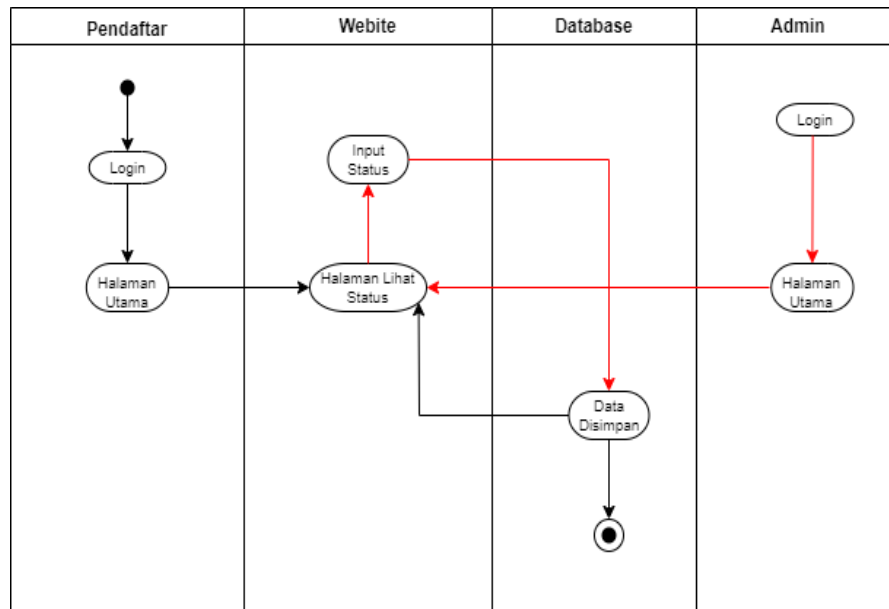 Pendaftar
Webite
Database
Admin
Login
Input
Status
Login
Halaman
Utama
Halaman Lihat
Status
Halaman
Utama
Data
Disimpan